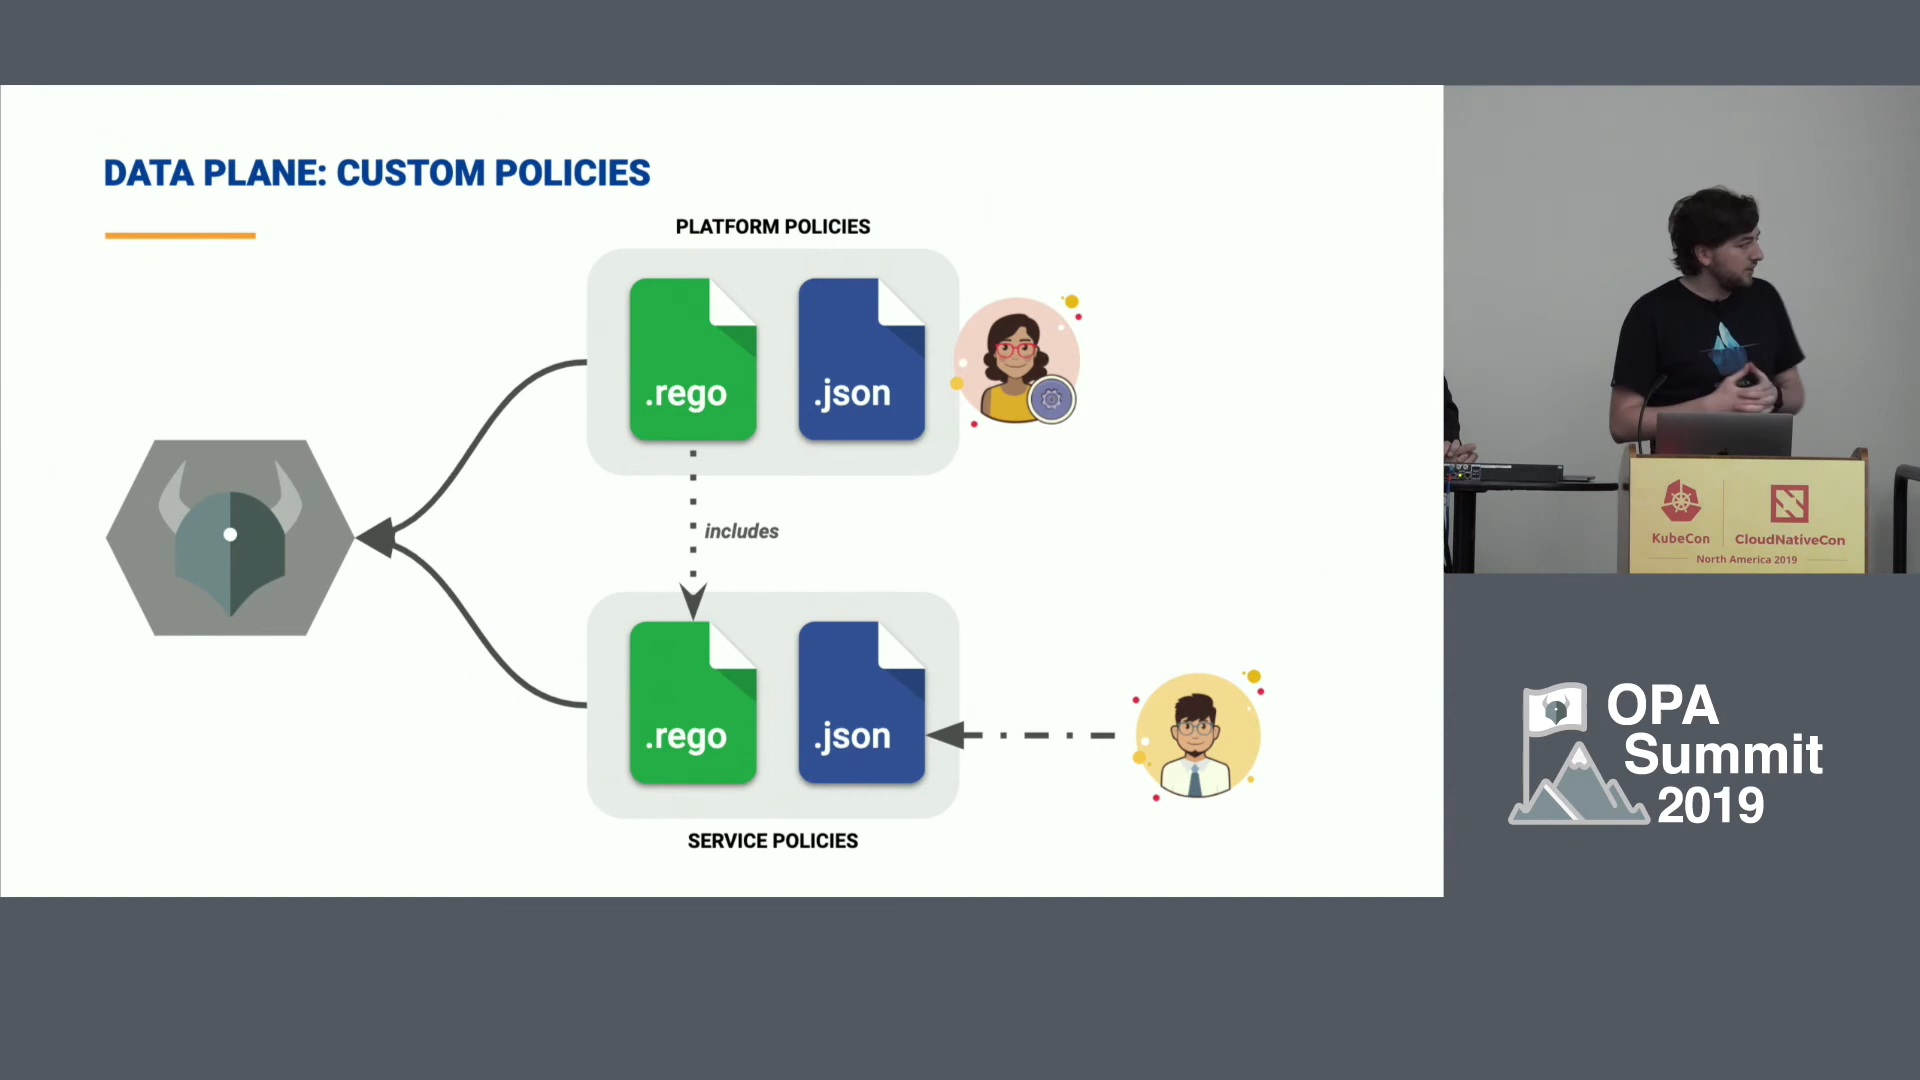 DATA PLANE: CUSTOM POLICIES
PLATFORM POLICIES
.rego
.json
includes
.rego
.json
SERVICE POLICIES
KubeCon
CloudNativeCon
North America 2019
OPA
Summit
2019